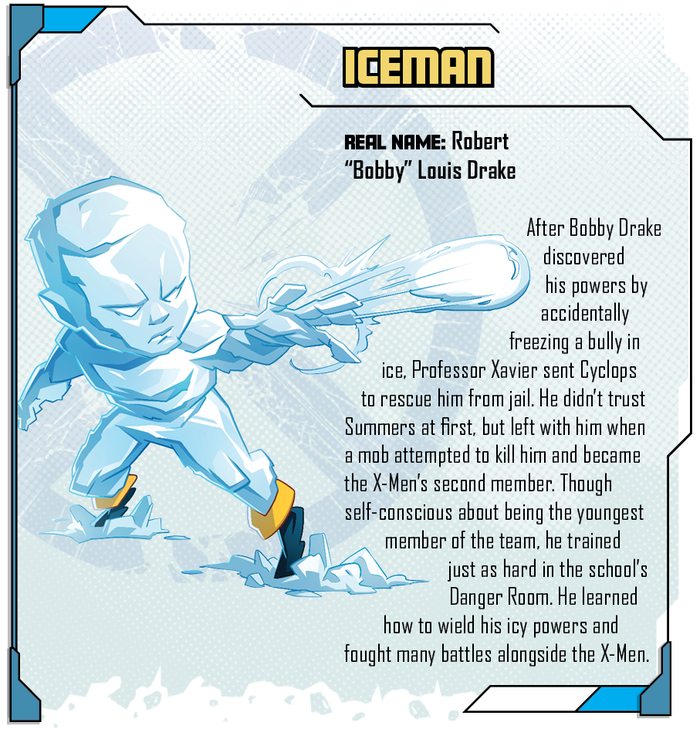 ICEMAN
REAL NAME: Robert
“Bobby” Louis Drake
After Bobby Drake
discovered
his powers by
accidentally
freezing a bully in
ice, Professor Xavier sent Cyclops
to rescue him from jail. He didn’t trust
Summers at first, but left with him when
a mob attempted to kill him and became
the X-Men’s second member. Though
self-conscious about being the youngest
member of the team, he trained
just as hard in the school’s
Danger Room. He learned
how to wield his icy powers and
fought many battles alongside the X-Men.